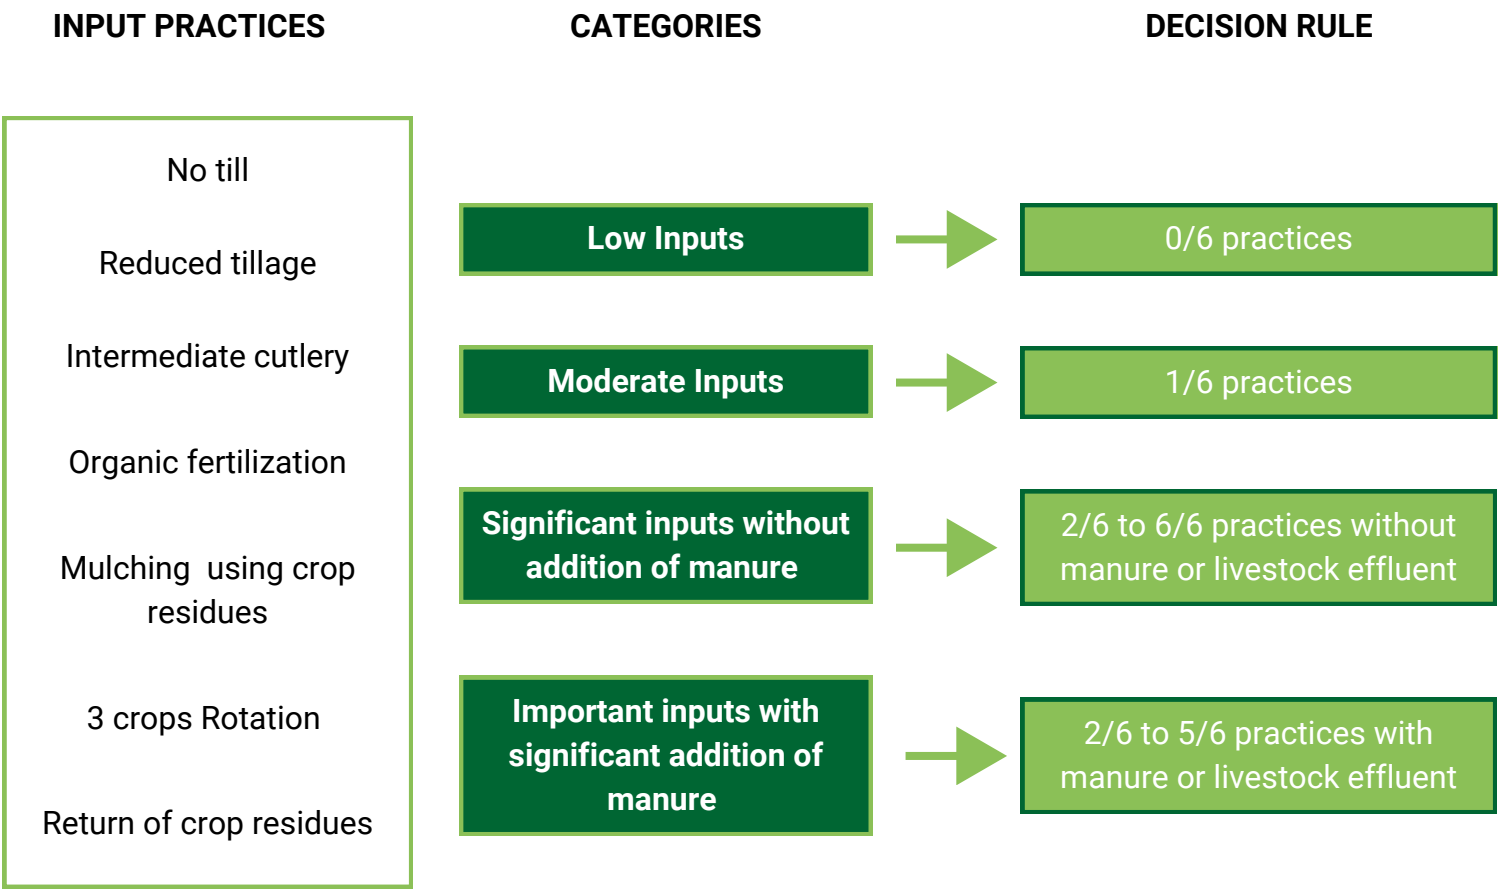 INPUT PRACTICES
CATEGORIES
DECISION RULE
No till
Reduced tillage
Intermediate cutlery
Organic fertilization
Mulching using crop
residues
3 crops Rotation
Return of crop residues
Low Inputs
0/6 practices
Moderate Inputs
1/6 practices
Significant inputs without
addition of manure
2/6 to 6/6 practices without
manure or livestock effluent
Important inputs with
significant addition of
manure
2/6 to 5/6 practices with
manure or livestock effluent